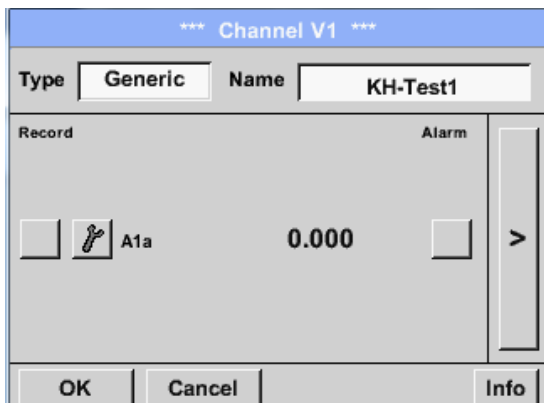 *** Channel V1 ***
Type Generic Name KH-Test1
Record Alarm
A1a 0.000 >
OK Cancel Info